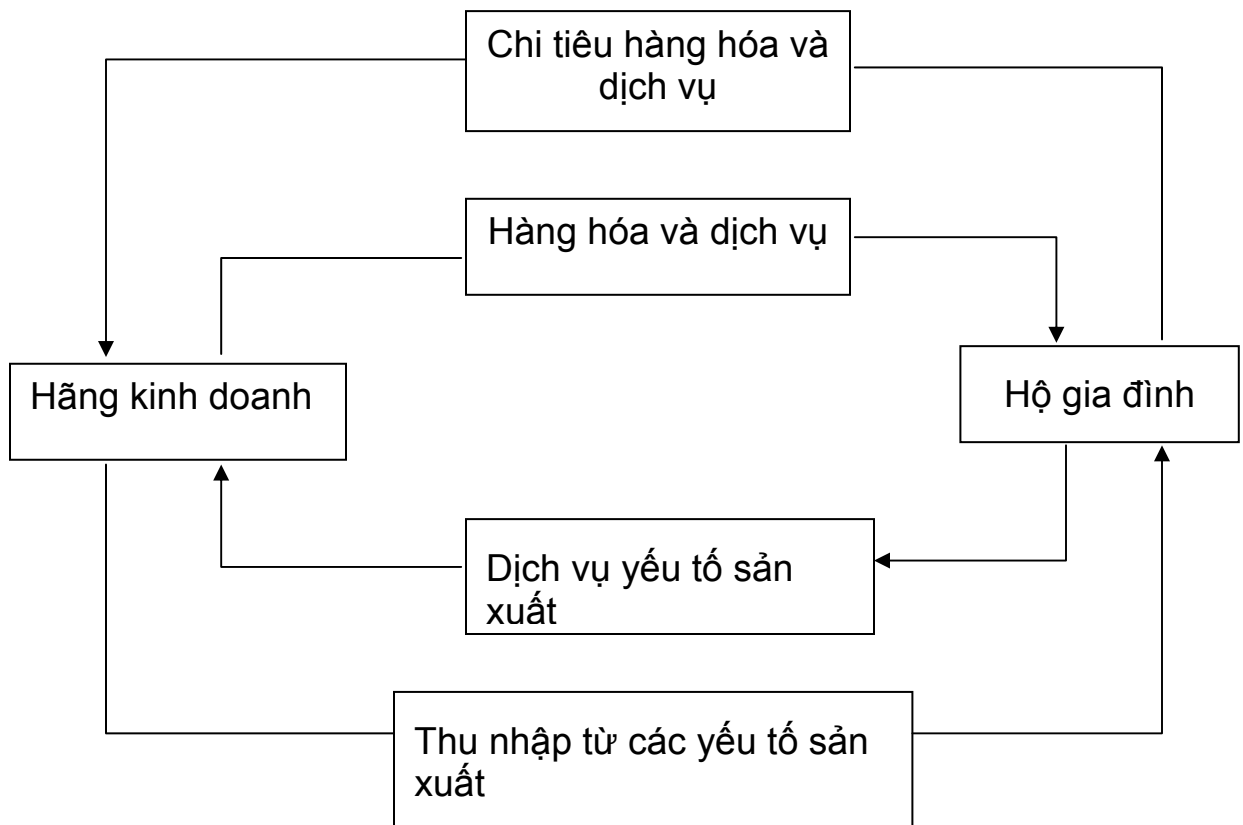 Chi tiêu hàng hóa và
dịch vụ
Hàng hóa và dịch vụ
Hãng kinh doanh
Hộ gia đình
Dịch vụ yếu tố sản
xuất
Thu nhập từ các yếu tố sản
xuất